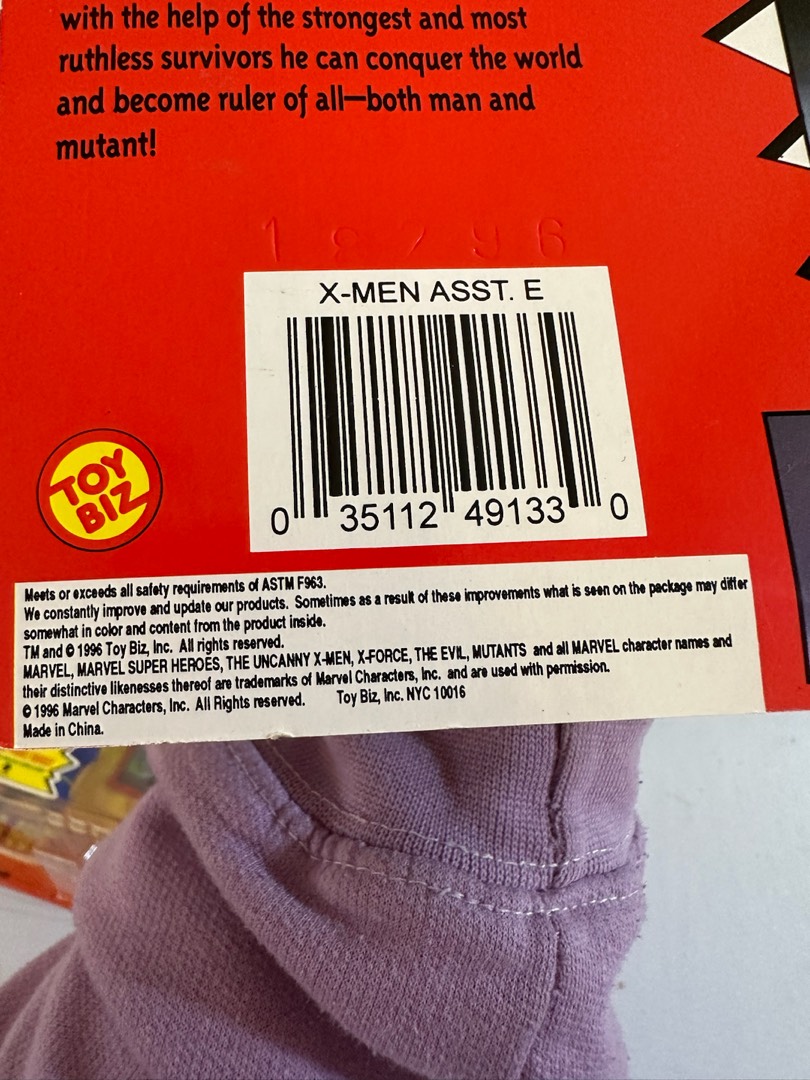 with the help of the strongest and most
ruthless survivors he can conquer the world
and become ruler of all—both man and
mutant!
X-MEN ASST. E
0 35112 49133 0
TOY
BIZ
Meets or exceeds all safety requirements of ASTM F963.
We constantly improve and update our products. Sometimes as a result of these improvements what is seen on the package may differ
somewhat in color and content from the product inside.
TM and © 1996 Toy Biz, Inc. All rights reserved.
MARVEL, MARVEL SUPER HEROES, THE UNCANNY X-MEN, X-FORCE, THE EVIL, MUTANTS and all MARVEL character names and
their distinctive likenesses thereof are trademarks of Marvel Characters, Inc. and are used with permission.
© 1996 Marvel Characters, Inc. All Rights reserved. Toy Biz, Inc. NYC 10016
Made in China.